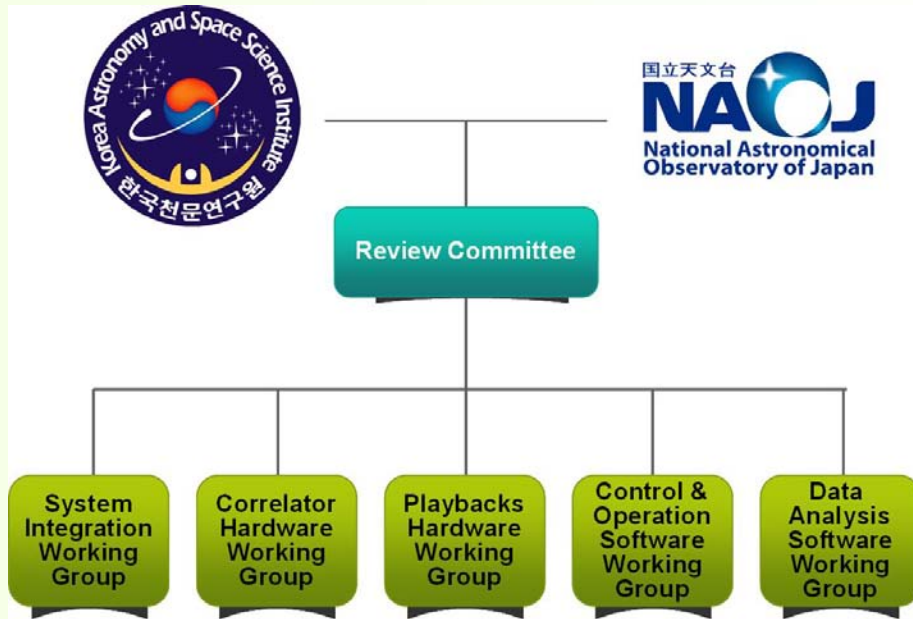 Korea Astronomy and Space Science Institute
한국천문연구원
国立天文台
NAOJ
National Astronomical
Observatory of Japan
Review Committee
System
Integration
Working
Group
Correlator
Hardware
Working
Group
Playbacks
Hardware
Working
Group
Control &
Operation
Software
Working
Group
Data
Analysis
Software
Working
Group